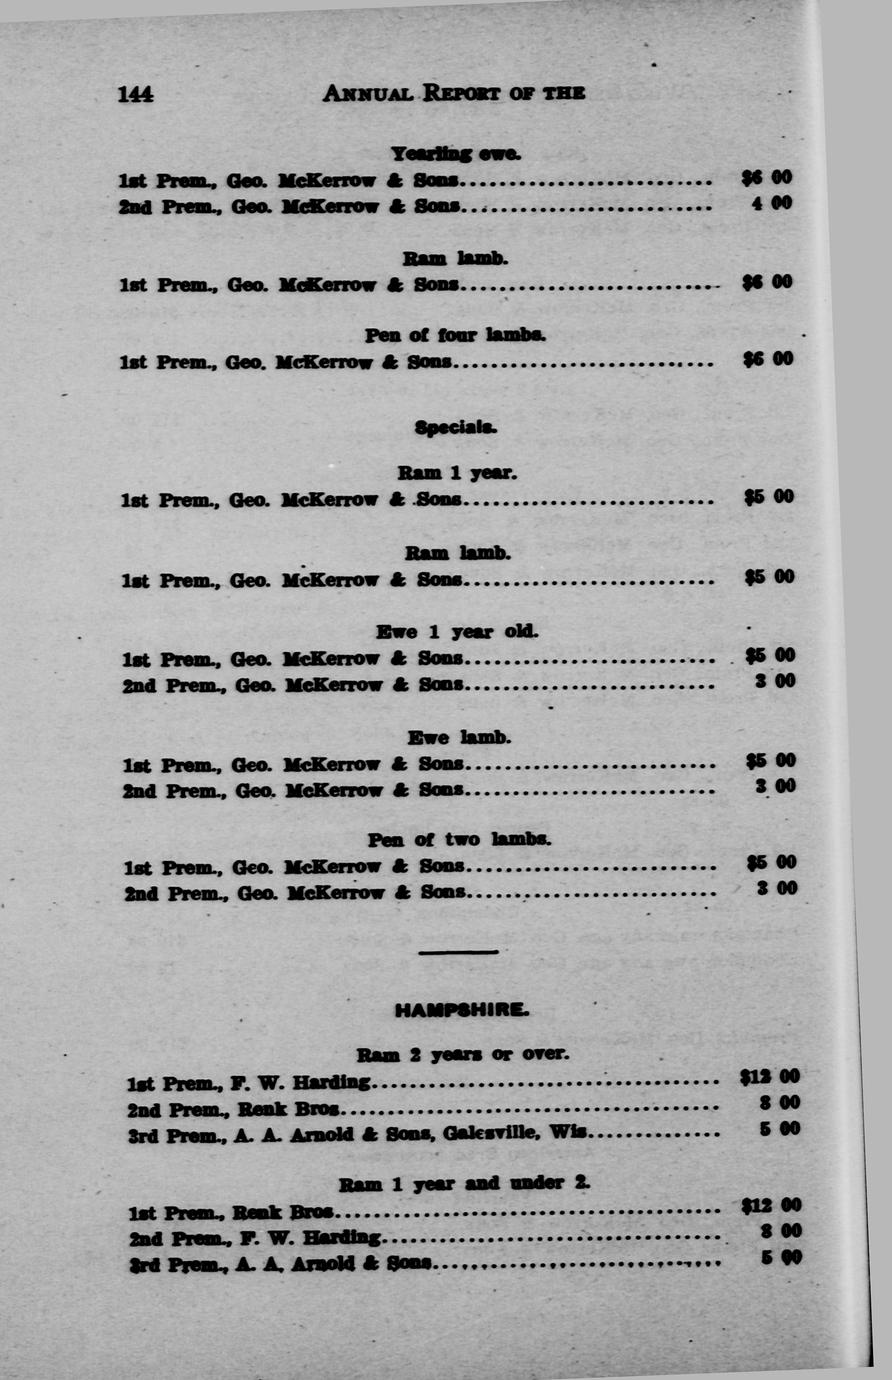 144 ANNUAL REPORT OF THE
Yearling ewe.
1st Prem., Geo. McKerrow & Sons........................... $6 00
2nd Prem., Geo. McKerrow & Sons........................... 4 00
Ram lamb.
1st Prem., Geo. McKerrow & Sons........................... $6 00
Pen of four lambs.
1st Prem., Geo. McKerrow & Sons........................... $6 00
Specials.
Ram 1 year.
1st Prem., Geo. McKerrow & Sons........................... $5 00
Ram lamb.
1st Prem., Geo. McKerrow & Sons........................... $5 00
Ewe 1 year old.
1st Prem., Geo. McKerrow & Sons........................... $5 00
2nd Prem., Geo. McKerrow & Sons........................... 3 00
Ewe lamb.
1st Prem., Geo. McKerrow & Sons........................... $5 00
2nd Prem., Geo. McKerrow & Sons........................... 3 00
Pen of two lambs.
1st Prem., Geo. McKerrow & Sons........................... $5 00
2nd Prem., Geo. McKerrow & Sons........................... 3 00
HAMPSHIRE.
Ram 2 years or over.
1st Prem., F. W. Harding..................................... $12 00
2nd Prem., Renk Bros........................................ 8 00
3rd Prem., A. A. Arnold & Sons, Galesville, Wis.............. 5 00
Ram 1 year and under 2.
1st Prem., Renk Bros......................................... $12 00
2nd Prem., F. W. Harding.................................... 8 00
3rd Prem., A. A. Arnold & Sons.............................. 5 00